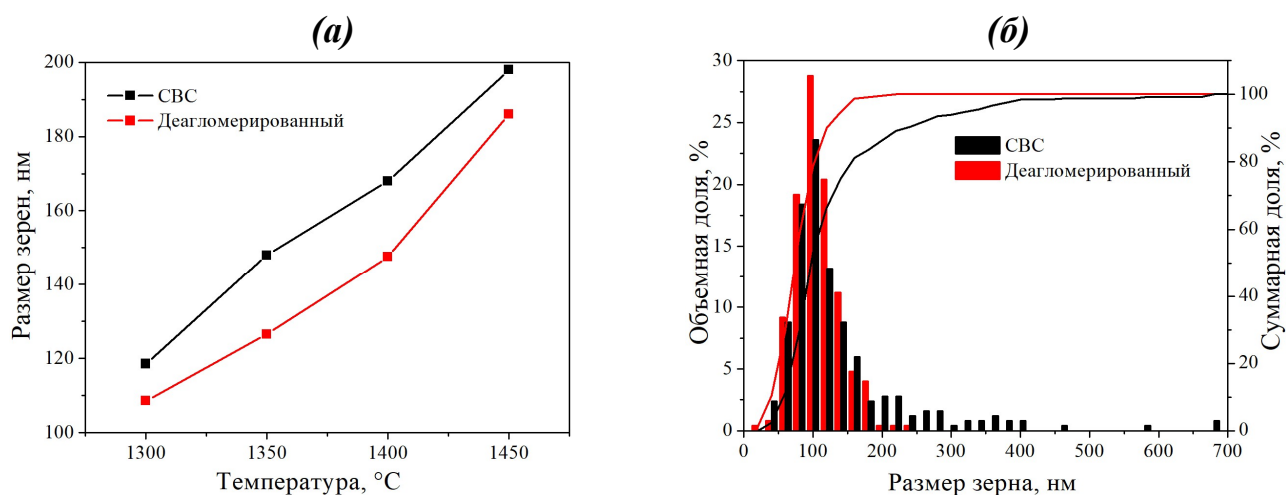 (а)
200
180
160
140
120
100
Размер зерен, нм
СВС
Деагломерированный
1300
1350
1400
1450
Температура, °C
(б)
30
25
20
15
10
5
0
Объемная доля, %
СВС
Деагломерированный
100
80
60
40
20
0
Суммарная доля, %
0
100
200
300
400
500
600
700
Размер зерна, нм